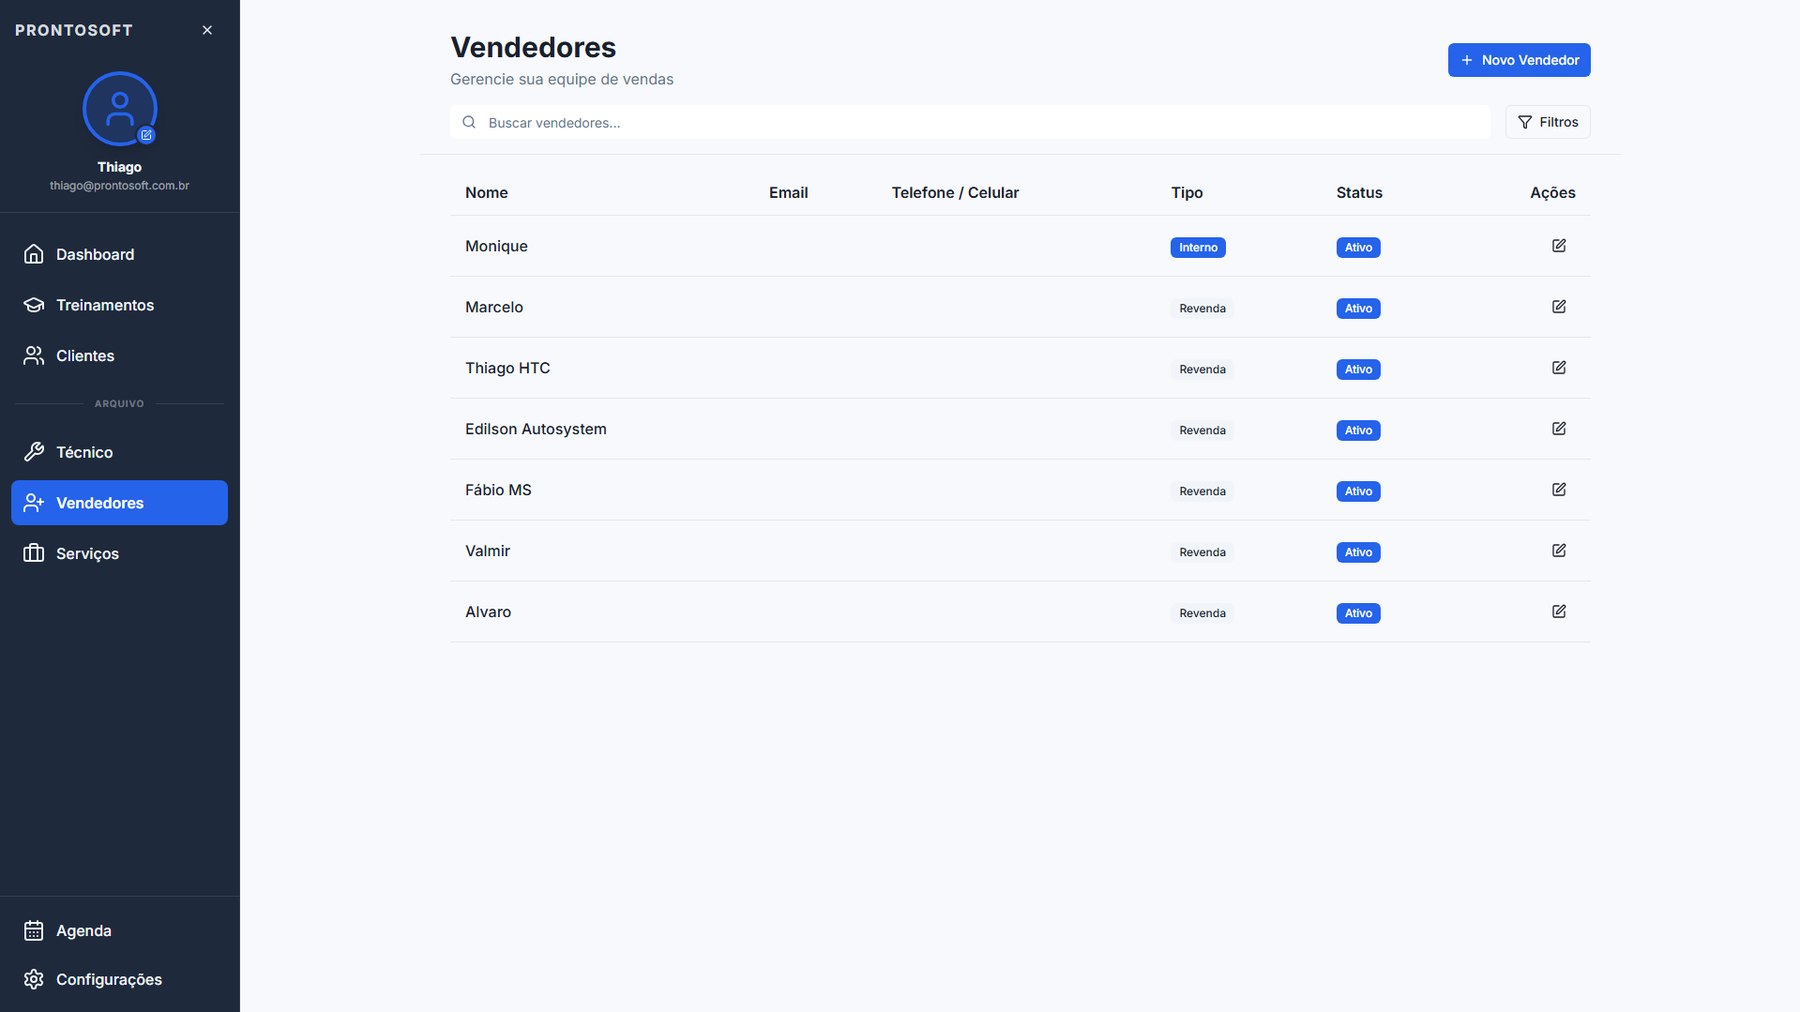 PRONTOSOFT
Thiago
thiago@prontosoft.com.br
Dashboard
Treinamentos
Clientes
ARQUIVO
Técnico
Vendedores
Serviços
Agenda
Configurações
Vendedores
Gerencie sua equipe de vendas
Novo Vendedor
Buscar vendedores...
Filtros
Nome Email Telefone / Celular Tipo Status Ações
Monique Interno Ativo
Marcelo Revenda Ativo
Thiago HTC Revenda Ativo
Edilson Autosystem Revenda Ativo
Fábio MS Revenda Ativo
Valmir Revenda Ativo
Alvaro Revenda Ativo